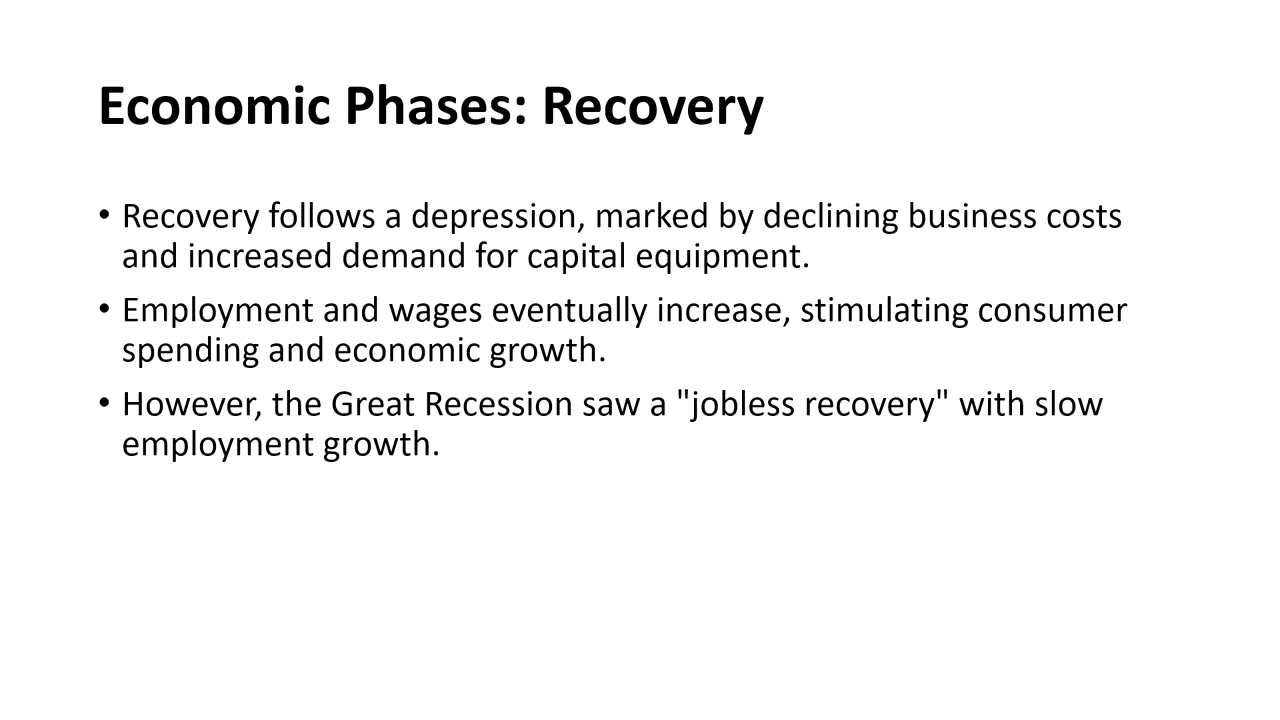 Economic Phases: Recovery
• Recovery follows a depression, marked by declining business costs
and increased demand for capital equipment.
• Employment and wages eventually increase, stimulating consumer
spending and economic growth.
• However, the Great Recession saw a "jobless recovery" with slow
employment growth.